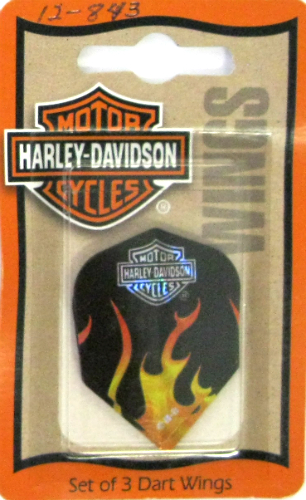 12-843
MOTOR
HARLEY-DAVIDSON
CYCLES
®
WINGS
MOTOR
HARLEY-DAVIDSON
CYCLES
Set of 3 Dart Wings